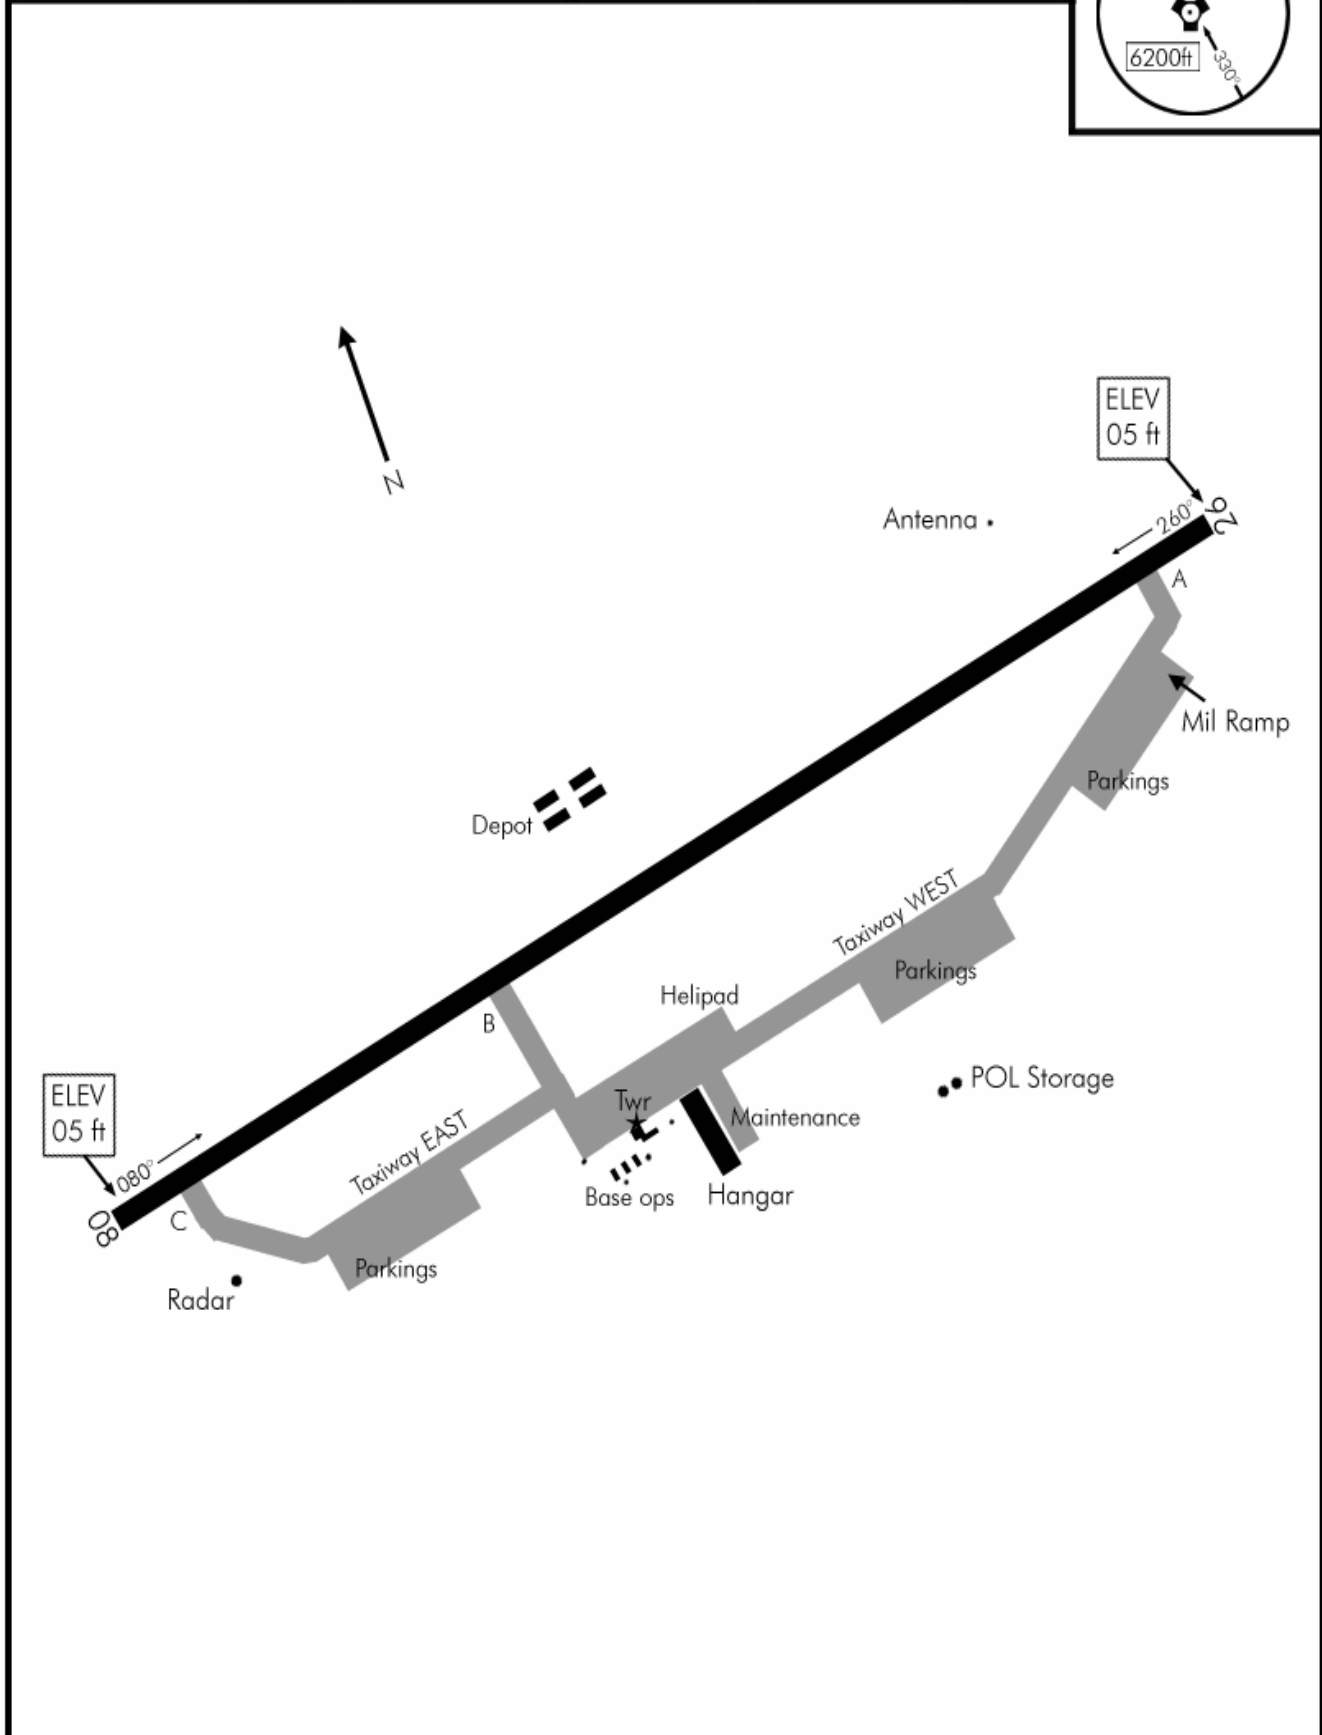 6200ft
330°
N
ELEV
05 ft
260°
26
Antenna
A
Mil Ramp
Parkings
Depot
Taxiway WEST
Parkings
Helipad
B
POL Storage
ELEV
05 ft
Twr
Maintenance
Taxiway EAST
080°
08
C
Base ops
Hangar
Parkings
Radar